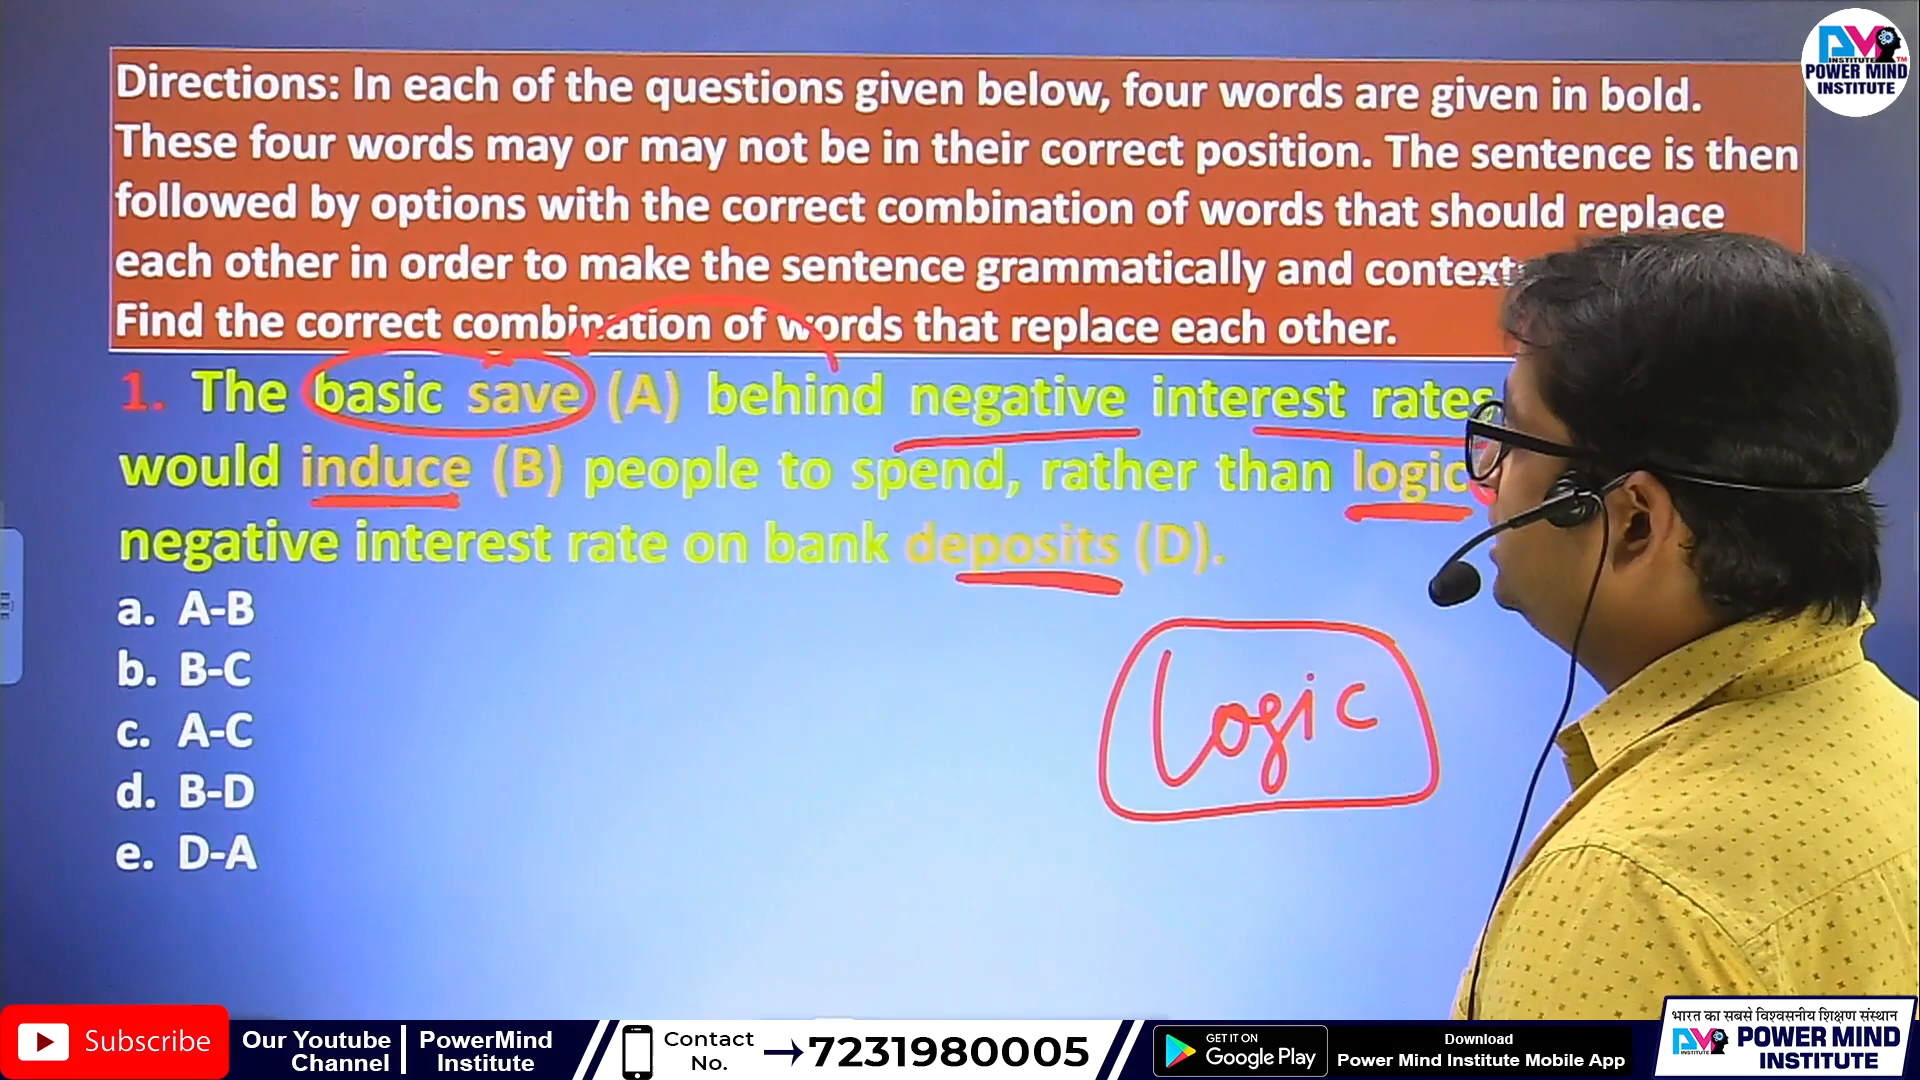 Directions: In each of the questions given below, four words are given in bold.
These four words may or may not be in their correct position. The sentence is then
followed by options with the correct combination of words that should replace
each other in order to make the sentence grammatically and
Find the correct combination of words that replace each other.
1. The basic save (A) behind negative interest rates
would induce (B) people to spend, rather than logic
negative interest rate on bank deposits (D).
a. A-B
b. B-C
c. A-C
d. B-D
e. D-A
Logic
INSTITUTE TM
POWER MIND
INSTITUTE
Subscribe
Our Youtube
Channel
PowerMind
Institute
Contact
No.
→7231980005
GET IT ON
Google Play
Download
Power Mind Institute Mobile App
भारत का सबसे विश्वसनीय शिक्षण संस्थान
INSTITUTE
POWER MIND
INSTITUTE